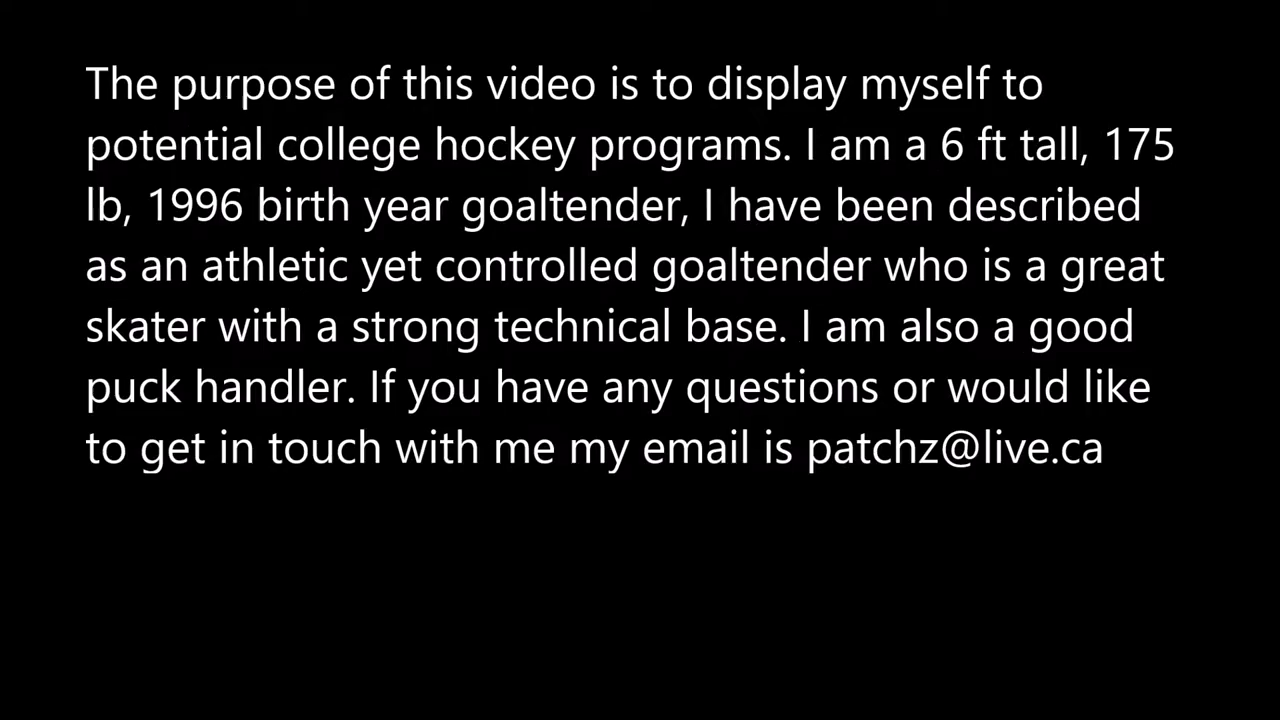 The purpose of this video is to display myself to
potential college hockey programs. I am a 6 ft tall, 175
lb, 1996 birth year goaltender, I have been described
as an athletic yet controlled goaltender who is a great
skater with a strong technical base. I am also a good
puck handler. If you have any questions or would like
to get in touch with me my email is patchz@live.ca